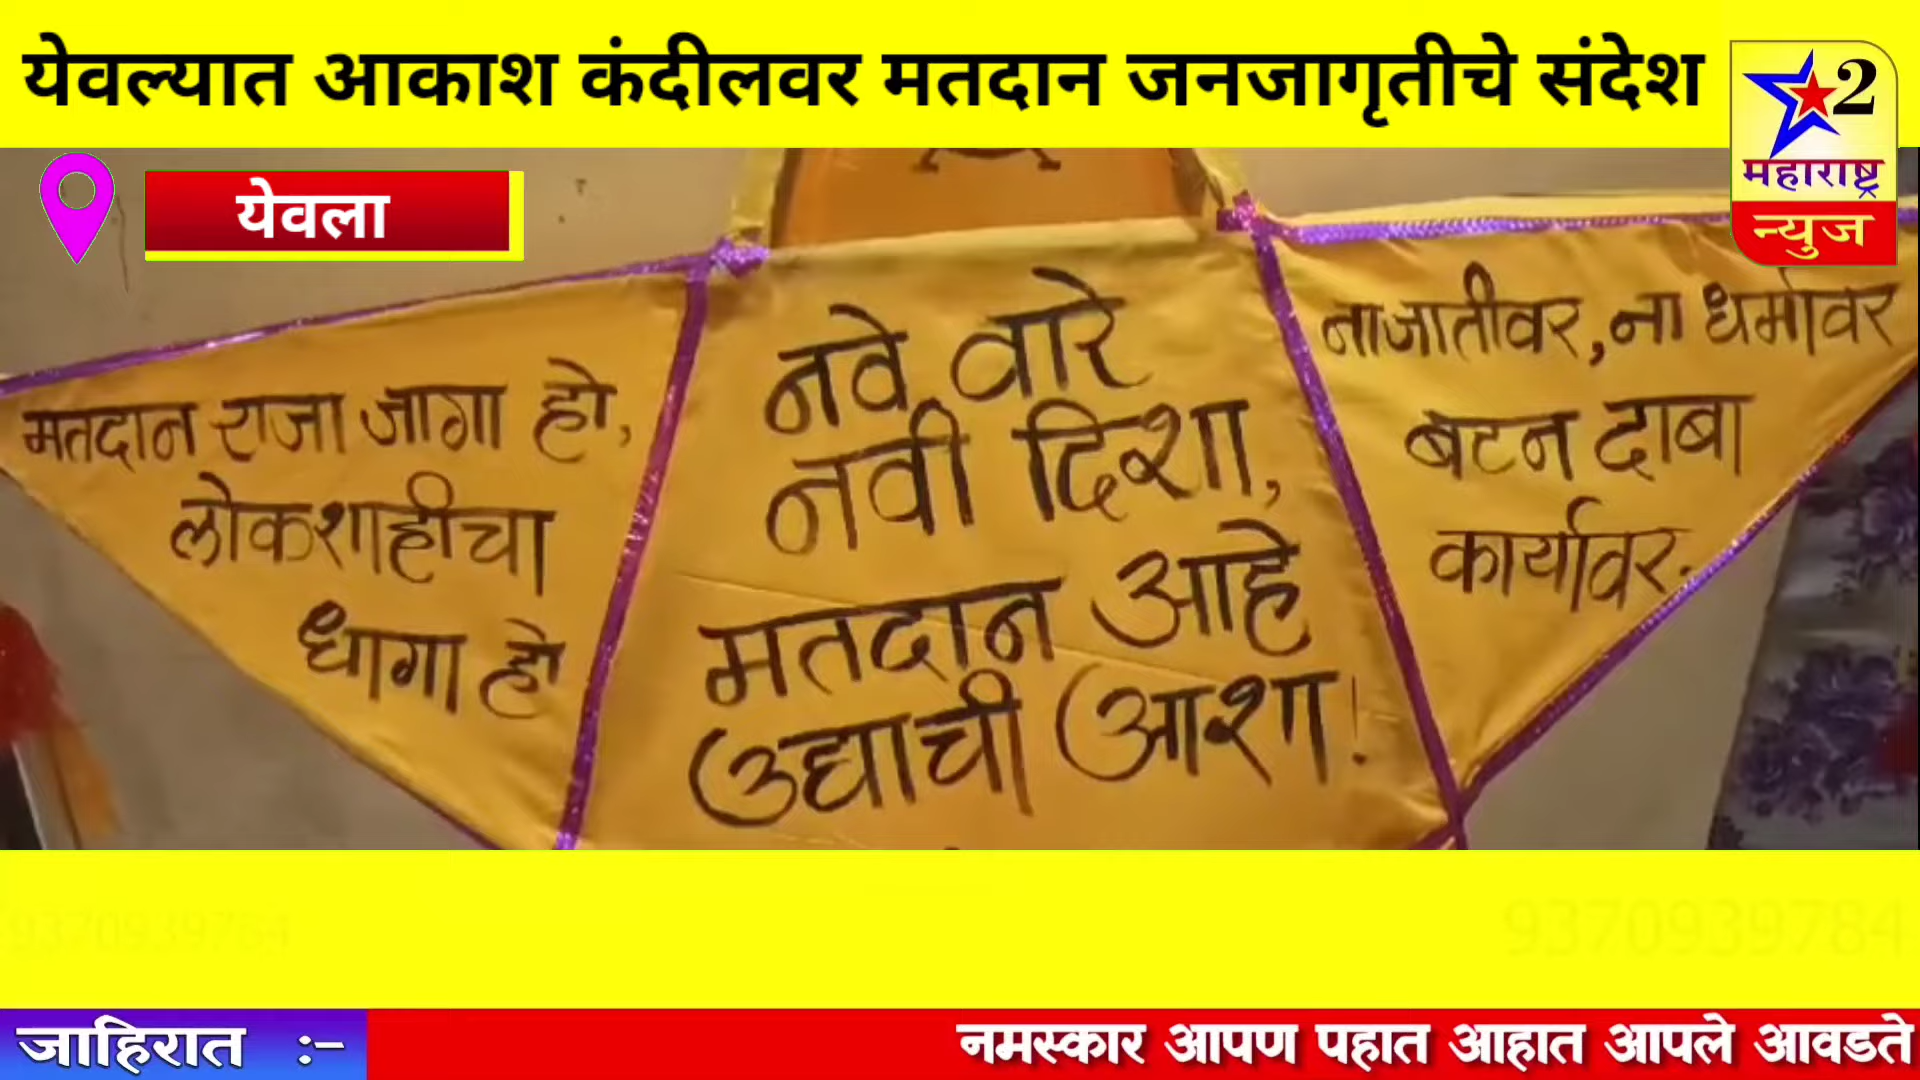 येवल्यात आकाश कंदीलवर मतदान जनजागृतीचे संदेश
2
महाराष्ट्र
न्युज
येवला
मतदान राजा जागा हो,
लोकशाहीचा
धागा हो
नवे वारे
नवी दिशा,
मतदान आहे
उद्याची आशा!
ना जातीवर, ना धर्मावर
बटन दाबा
कार्यावर.
9370939784
9370939784
जाहिरात :-
नमस्कार आपण पहात आहात आपले आवडते